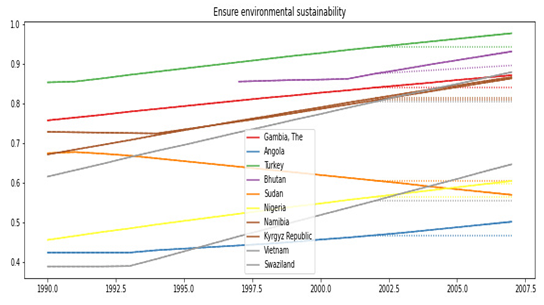 Ensure environmental sustainability
1.0
0.9
0.8
0.7
0.6
0.5
0.4
Gambia, The
Angola
Turkey
Bhutan
Sudan
Nigeria
Namibia
Kyrgyz Republic
Vietnam
Swaziland
1990.0 1992.5 1995.0 1997.5 2000.0 2002.5 2005.0 2007.5